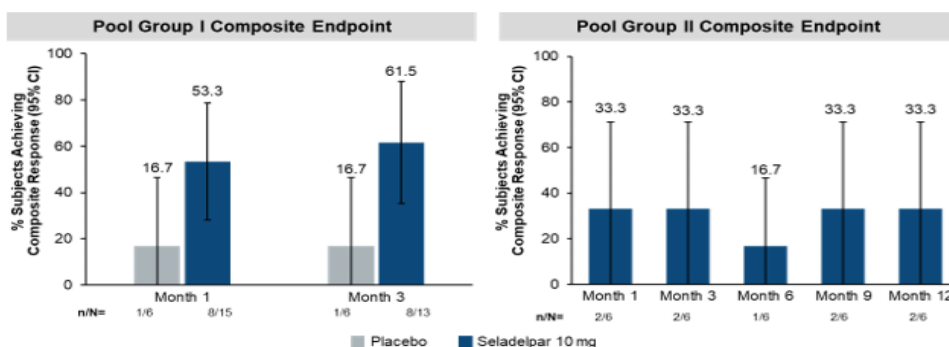 Pool Group I Composite Endpoint
% Subjects Achieving
Composite Response (95% CI)
100
80
60
40
20
0
16.7
53.3
16.7
61.5
Month 1
Month 3
n/N=
1/6
8/15
1/6
8/13
Pool Group II Composite Endpoint
% Subjects Achieving
Composite Response (95% CI)
100
80
60
40
20
0
33.3
33.3
16.7
33.3
33.3
Month 1
Month 3
Month 6
Month 9
Month 12
n/N=
2/6
2/6
1/6
2/6
2/6
Placebo
Seladelpar 10 mg